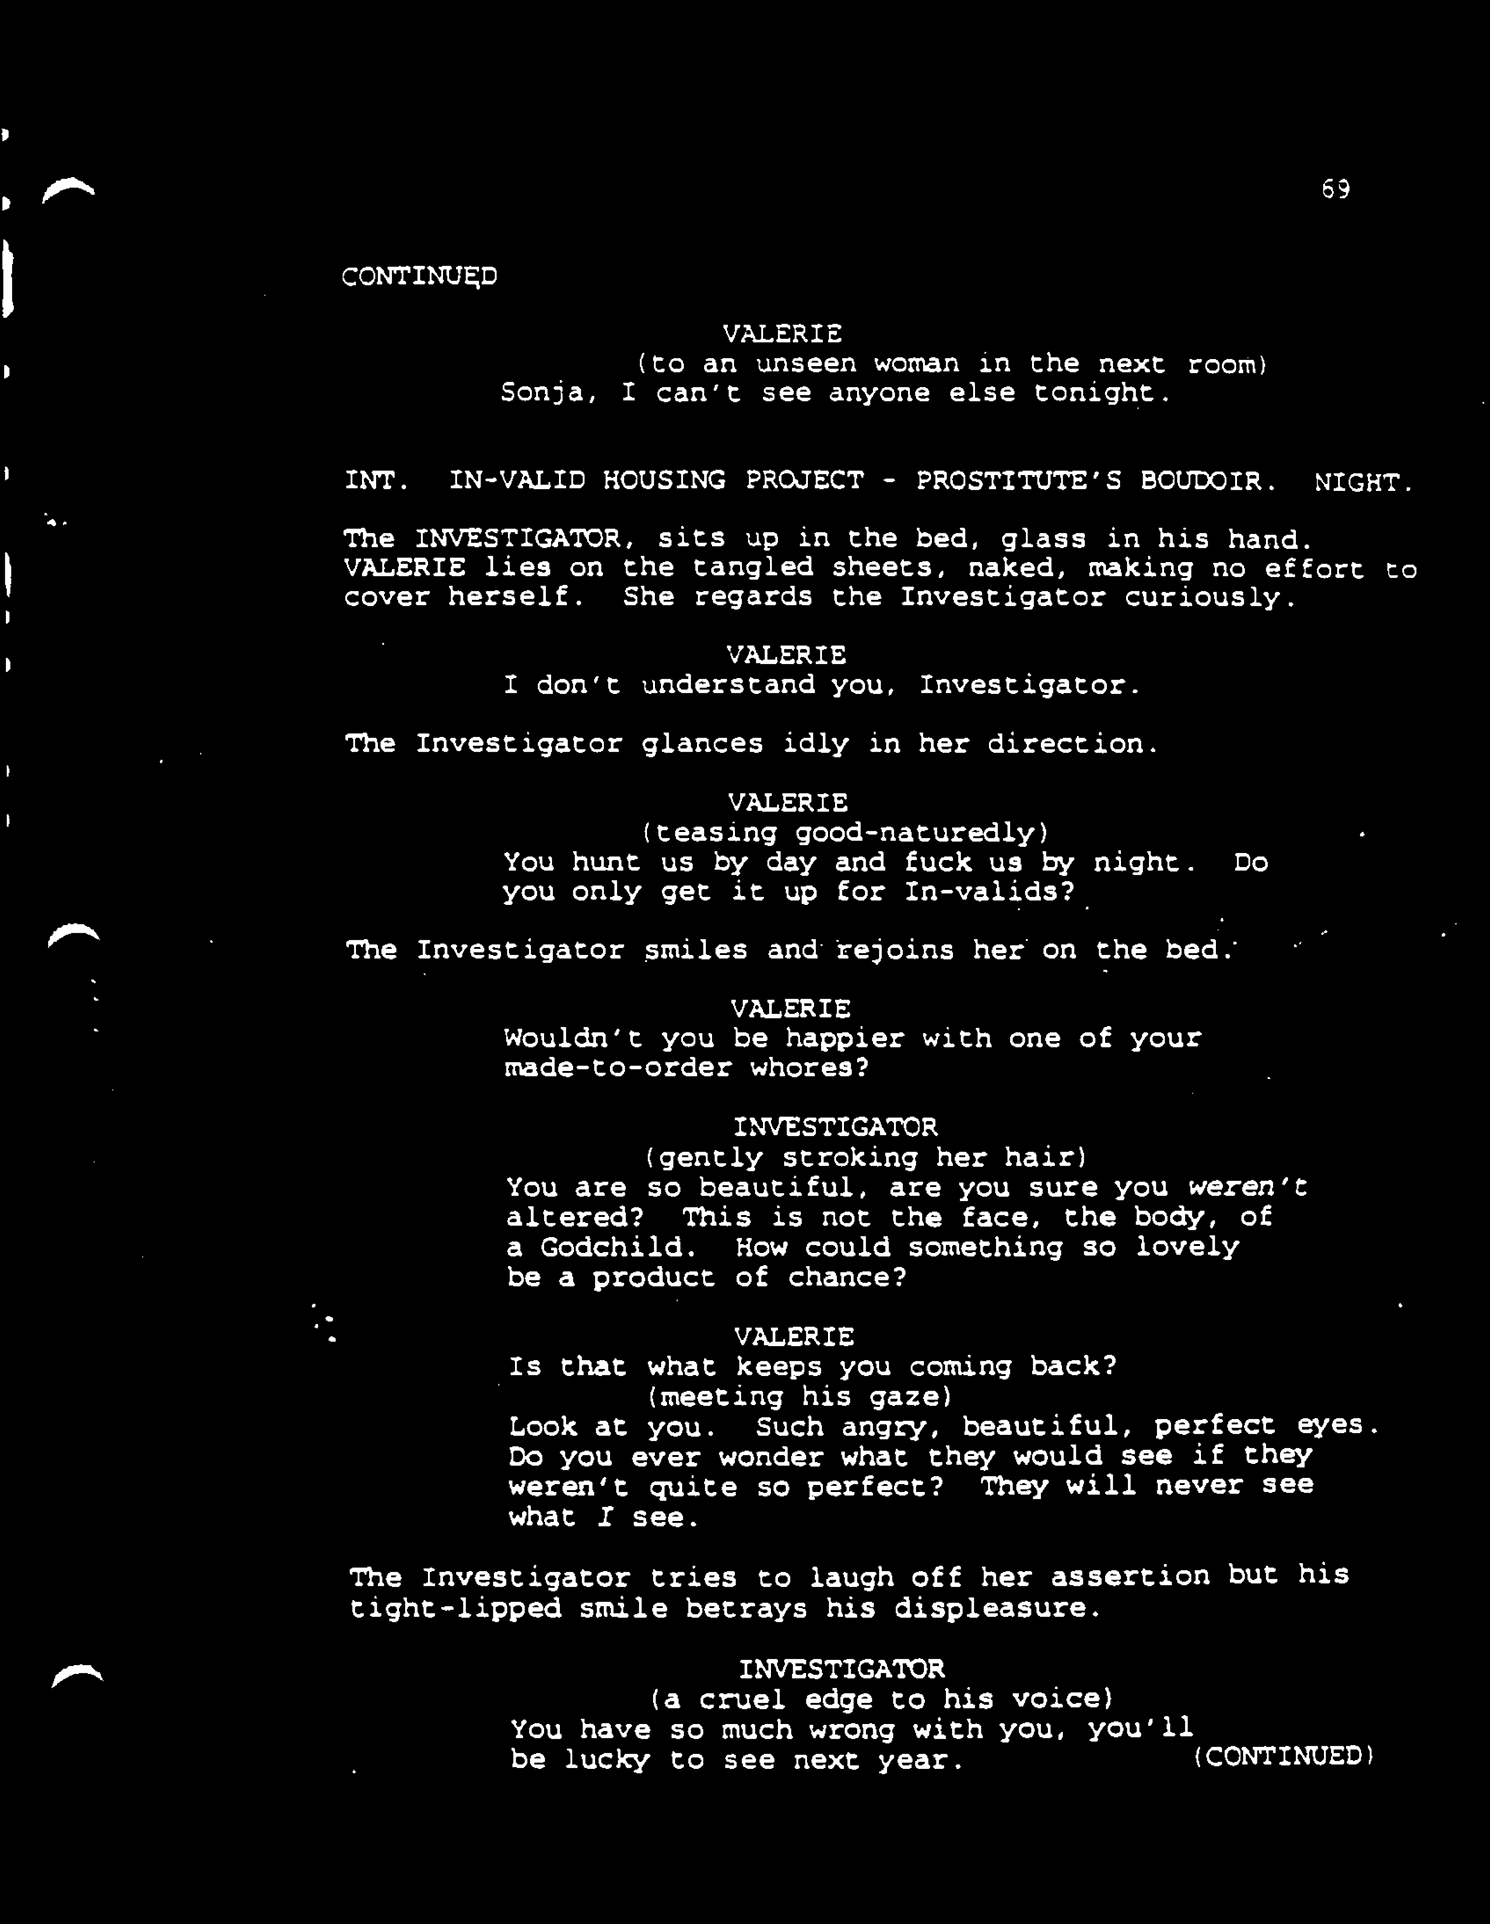 69
CONTINUED
VALERIE
(to an unseen woman in the next room)
Sonja, I can't see anyone else tonight.
INT. IN-VALID HOUSING PROJECT - PROSTITUTE'S BOUDOIR. NIGHT.
The INVESTIGATOR, sits up in the bed, glass in his hand.
VALERIE lies on the tangled sheets, naked, making no effort to
cover herself. She regards the Investigator curiously.
VALERIE
I don't understand you, Investigator.
The Investigator glances idly in her direction.
VALERIE
(teasing good-naturedly)
You hunt us by day and fuck us by night. Do
you only get it up for In-valids?
The Investigator smiles and rejoins her on the bed.
VALERIE
Wouldn't you be happier with one of your
made-to-order whores?
INVESTIGATOR
(gently stroking her hair)
You are so beautiful, are you sure you weren't
altered? This is not the face, the body, of
a Godchild. How could something so lovely
be a product of chance?
VALERIE
Is that what keeps you coming back?
(meeting his gaze)
Look at you. Such angry, beautiful, perfect eyes.
Do you ever wonder what they would see if they
weren't quite so perfect? They will never see
what I see.
The Investigator tries to laugh off her assertion but his
tight-lipped smile betrays his displeasure.
INVESTIGATOR
(a cruel edge to his voice)
You have so much wrong with you, you'll
be lucky to see next year. (CONTINUED)